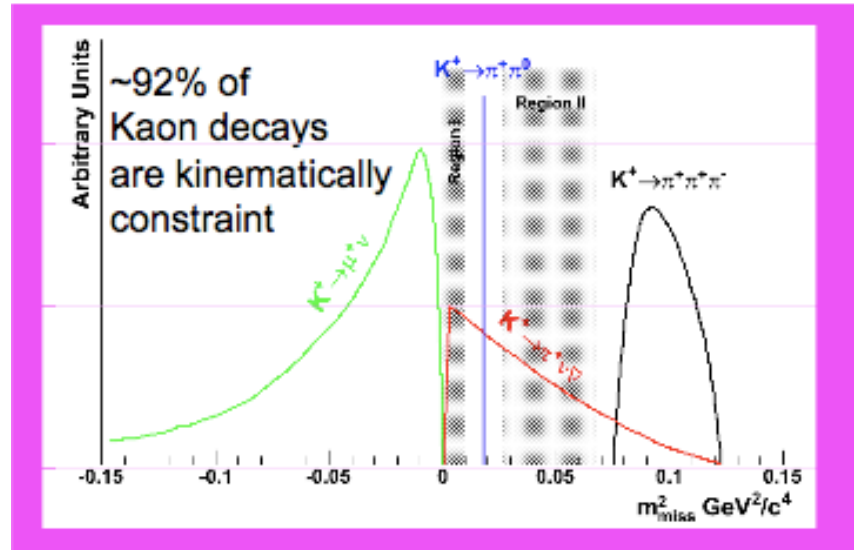 ~92% of
Kaon decays
are kinematically
constraint
Arbitrary Units
K⁺→π⁺π⁰
Region I
Region II
K⁺→π⁺π⁺π⁻
K⁺→μ⁺ν
K⁺→π⁺νν̄
-0.15 -0.1 -0.05 0 0.05 0.1 0.15
m²miss GeV²/c⁴